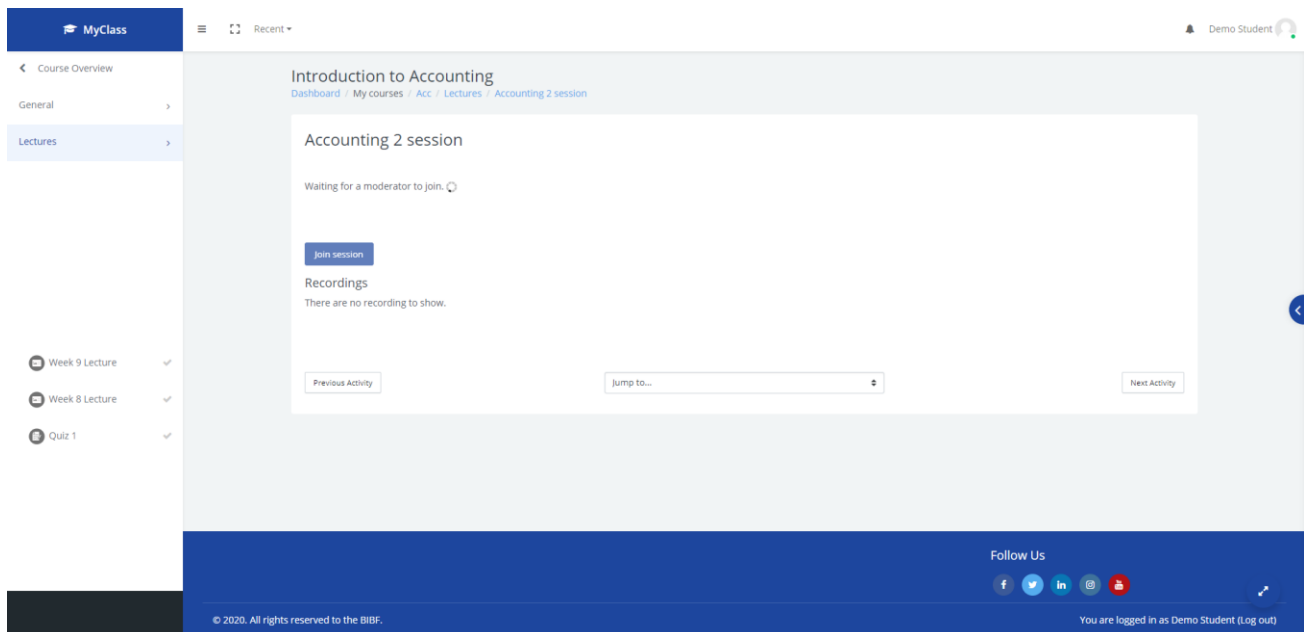 MyClass
Recent
Demo Student
Course Overview
General
Lectures
Introduction to Accounting
Dashboard / My courses / Acc / Lectures / Accounting 2 session
Accounting 2 session
Waiting for a moderator to join.
Join session
Recordings
There are no recording to show.
Week 9 Lecture
Week 8 Lecture
Quiz 1
Previous Activity
Jump to...
Next Activity
Follow Us
© 2020. All rights reserved to the BIBF.
You are logged in as Demo Student (Log out)